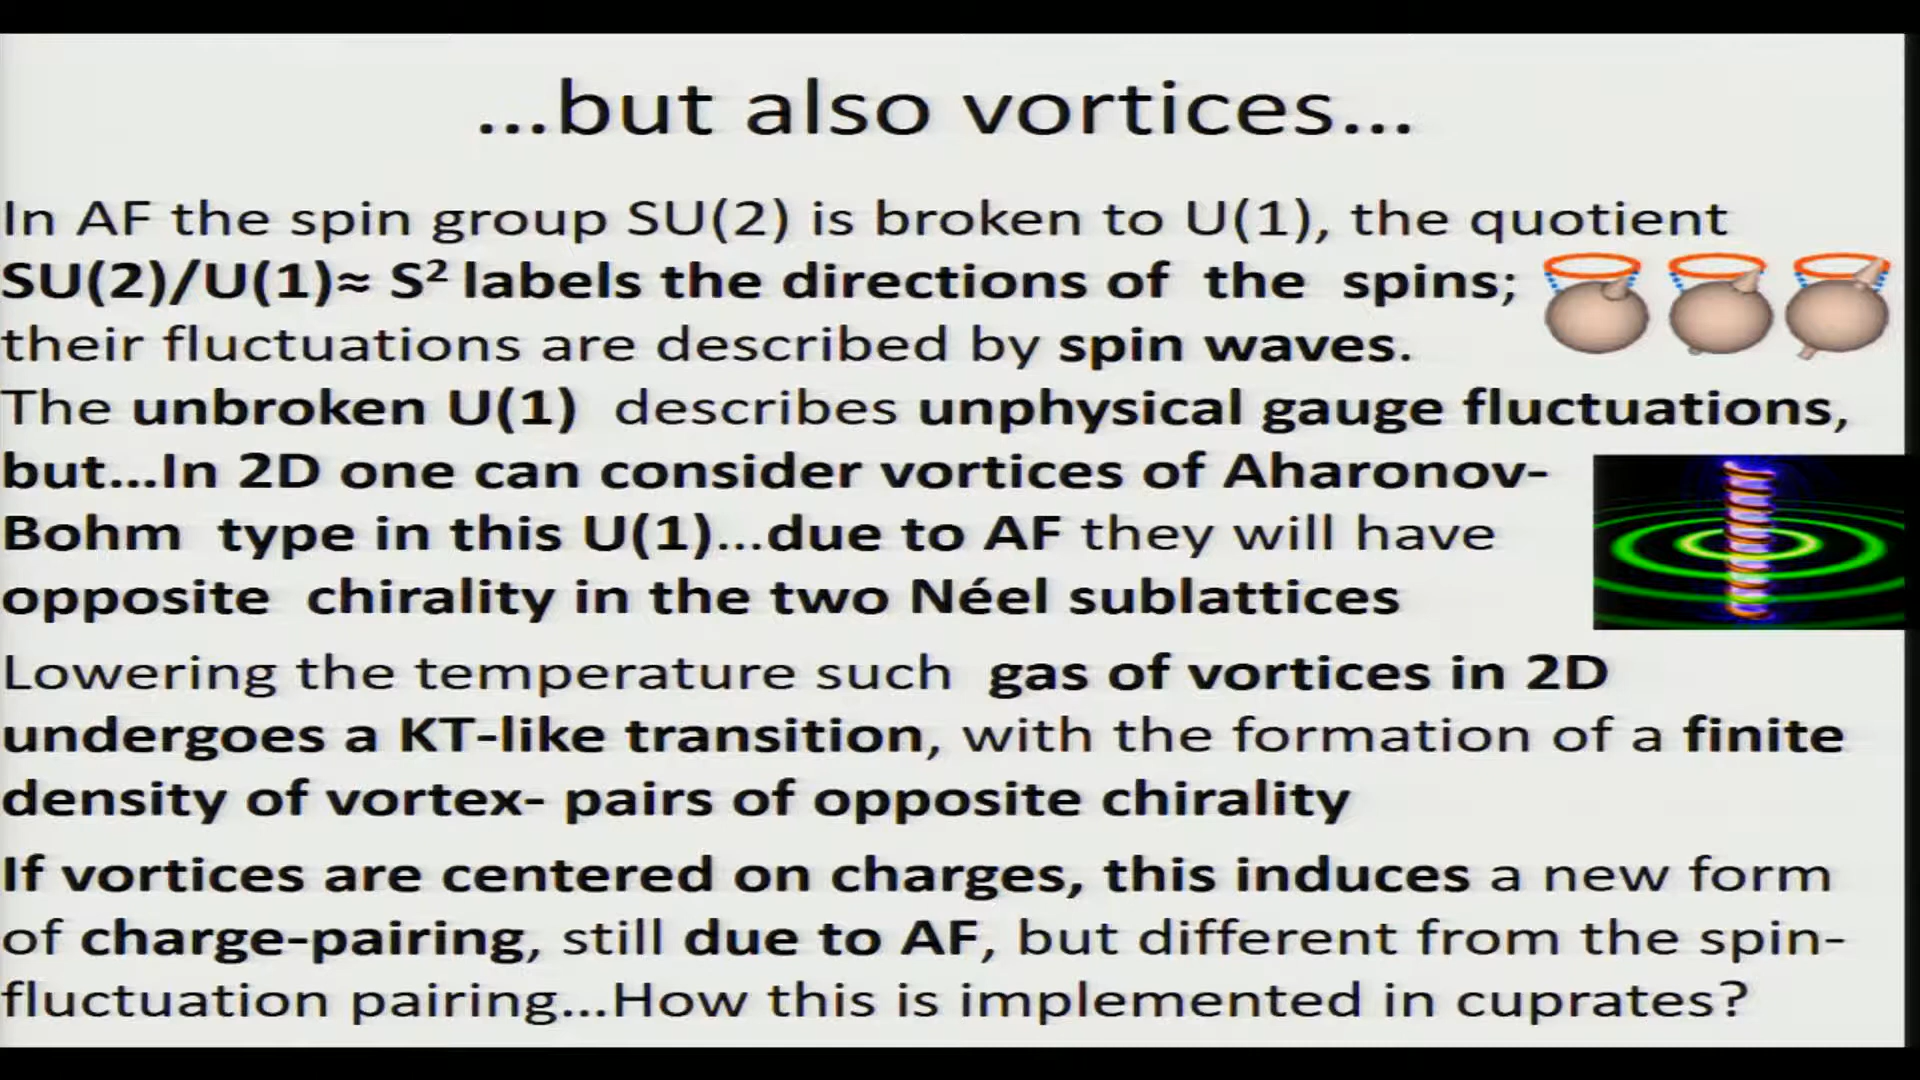 ...but also vortices...
In AF the spin group SU(2) is broken to U(1), the quotient
SU(2)/U(1)≈ S² labels the directions of the spins;
their fluctuations are described by spin waves.
The unbroken U(1) describes unphysical gauge fluctuations,
but...In 2D one can consider vortices of Aharonov-
Bohm type in this U(1)...due to AF they will have
opposite chirality in the two Néel sublattices
Lowering the temperature such gas of vortices in 2D
undergoes a KT-like transition, with the formation of a finite
density of vortex- pairs of opposite chirality
If vortices are centered on charges, this induces a new form
of charge-pairing, still due to AF, but different from the spin-
fluctuation pairing...How this is implemented in cuprates?